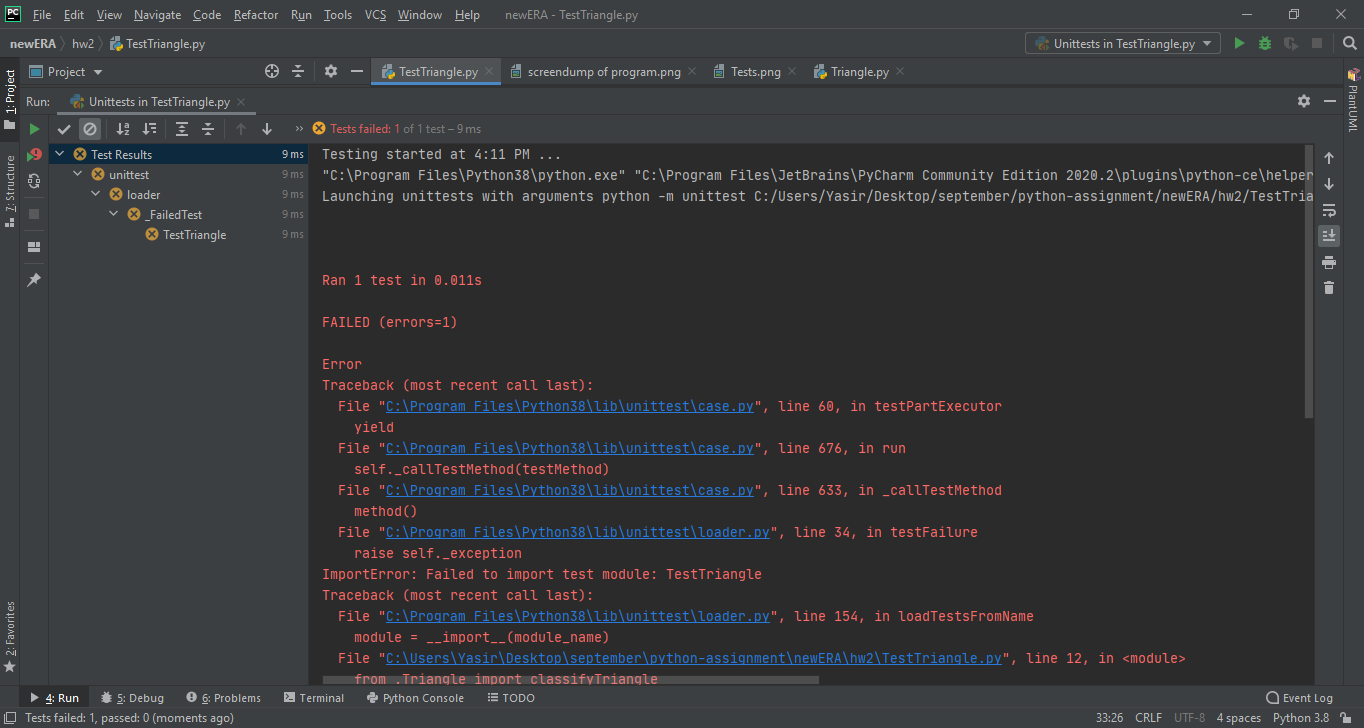 PC File Edit View Navigate Code Refactor Run Tools VCS Window Help newERA - TestTriangle.py
newERA hw2 TestTriangle.py Unittests in TestTriangle.py
1: Project Project TestTriangle.py screendump of program.png Tests.png Triangle.py
PlantUML
Run: Unittests in TestTriangle.py
Tests failed: 1 of 1 test – 9 ms
Test Results 9 ms
unittest 9 ms
loader 9 ms
_FailedTest 9 ms
TestTriangle 9 ms
7: Structure
2: Favorites
Testing started at 4:11 PM ...
"C:\Program Files\Python38\python.exe" "C:\Program Files\JetBrains\PyCharm Community Edition 2020.2\plugins\python-ce\helper
Launching unittests with arguments python -m unittest C:/Users/Yasir/Desktop/september/python-assignment/newERA/hw2/TestTria
Ran 1 test in 0.011s
FAILED (errors=1)
Error
Traceback (most recent call last):
File "C:\Program Files\Python38\lib\unittest\case.py", line 60, in testPartExecutor
yield
File "C:\Program Files\Python38\lib\unittest\case.py", line 676, in run
self._callTestMethod(testMethod)
File "C:\Program Files\Python38\lib\unittest\case.py", line 633, in _callTestMethod
method()
File "C:\Program Files\Python38\lib\unittest\loader.py", line 34, in testFailure
raise self._exception
ImportError: Failed to import test module: TestTriangle
Traceback (most recent call last):
File "C:\Program Files\Python38\lib\unittest\loader.py", line 154, in loadTestsFromName
module = __import__(module_name)
File "C:\Users\Yasir\Desktop\september\python-assignment\newERA\hw2\TestTriangle.py", line 12, in <module>
from .Triangle import classifyTriangle
4: Run 5: Debug 6: Problems Terminal Python Console TODO Event Log
Tests failed: 1, passed: 0 (moments ago) 33:26 CRLF UTF-8 4 spaces Python 3.8